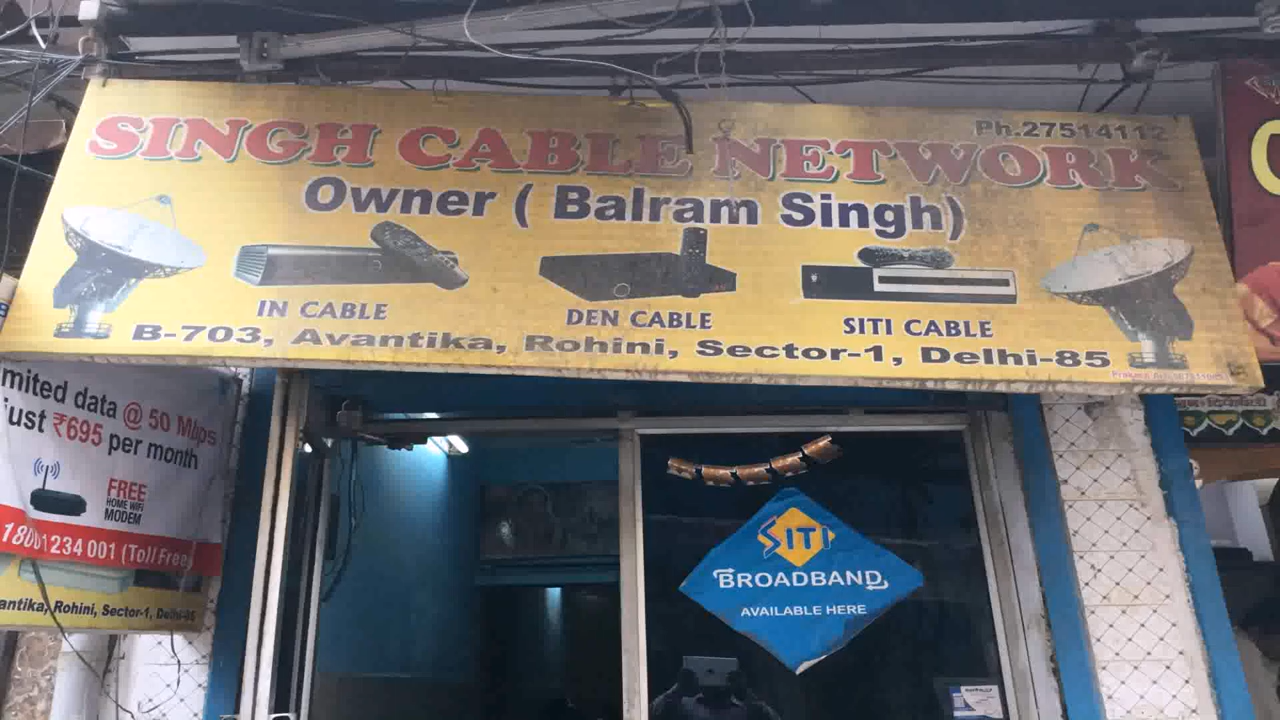 Ph.27514112
SINGH CABLE NETWORK
Owner ( Balram Singh)
IN CABLE
DEN CABLE
SITI CABLE
B-703, Avantika, Rohini, Sector-1, Delhi-85
mited data @ 50 Mbps
just ₹695 per month
FREE
HOME WIFI
MODEM
18001234 001 (Toll Free)
antika, Rohini, Sector-1, Delhi-85
SITI
BROADBAND
AVAILABLE HERE